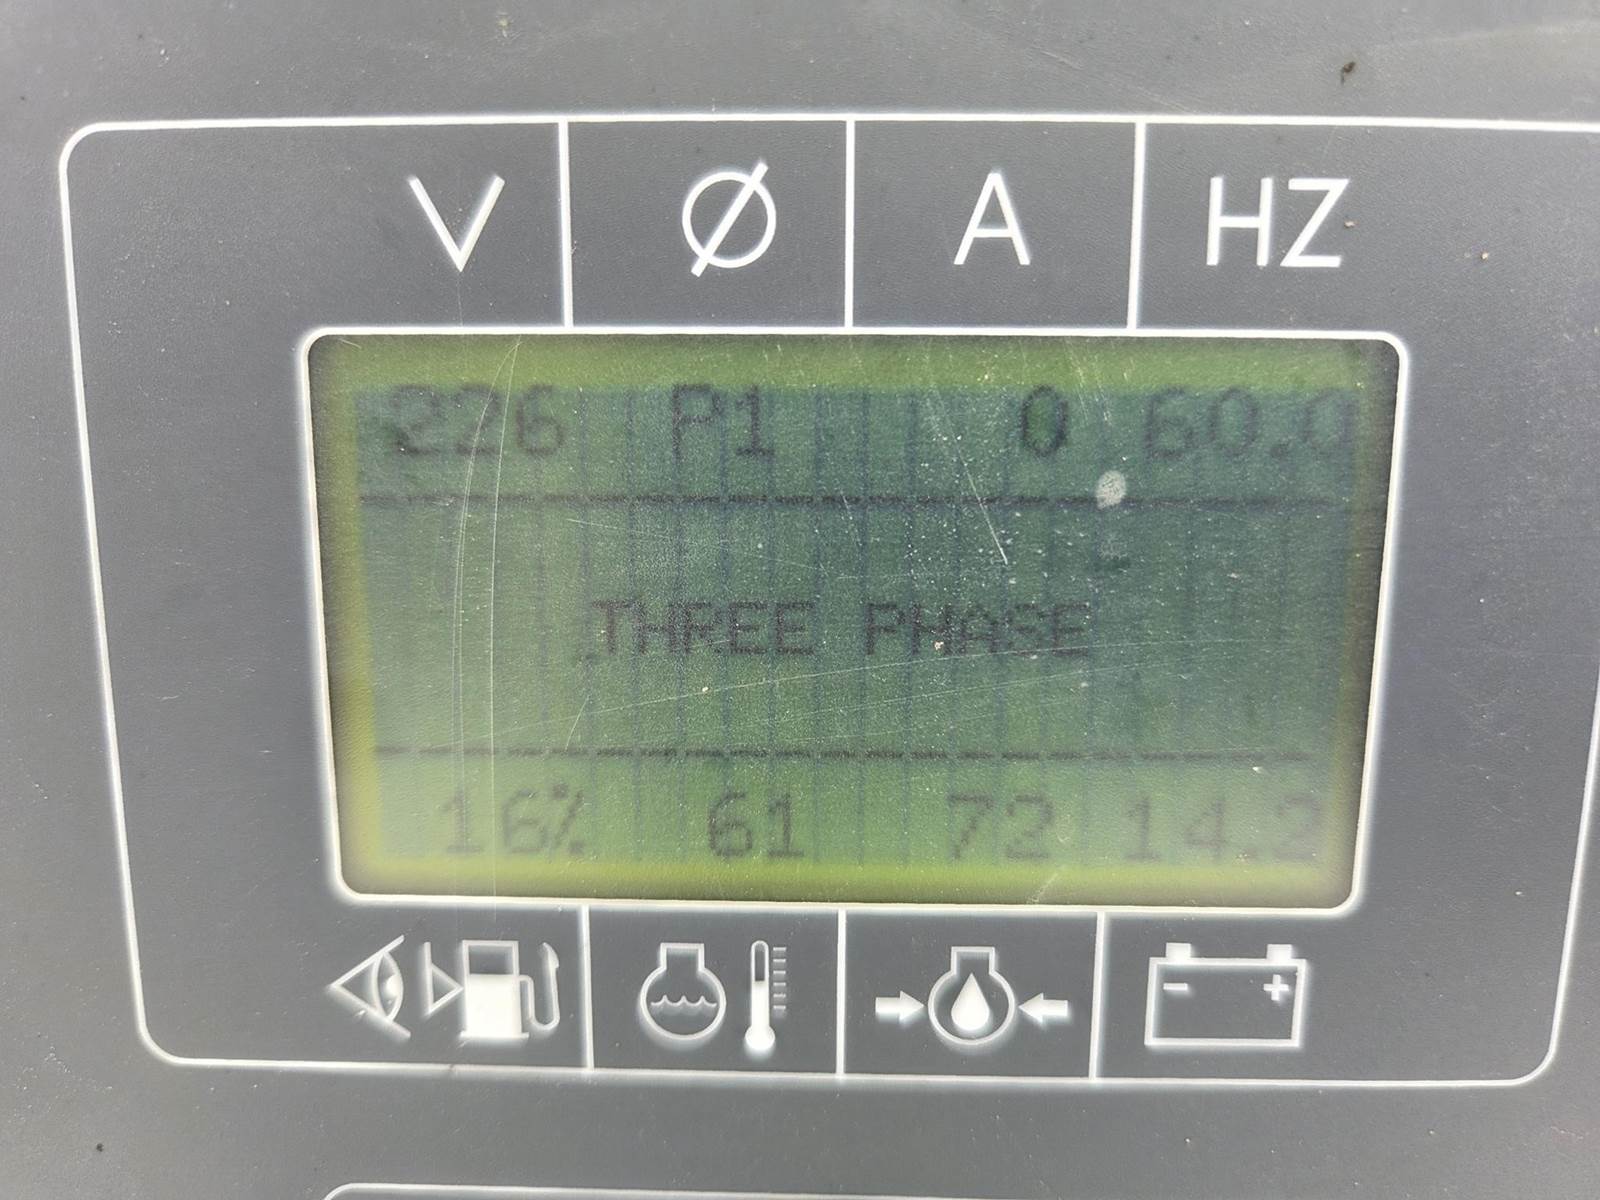 V Ø A HZ
226 P1 0 60.0
THREE PHASE
16% 61 72 14.2
- +